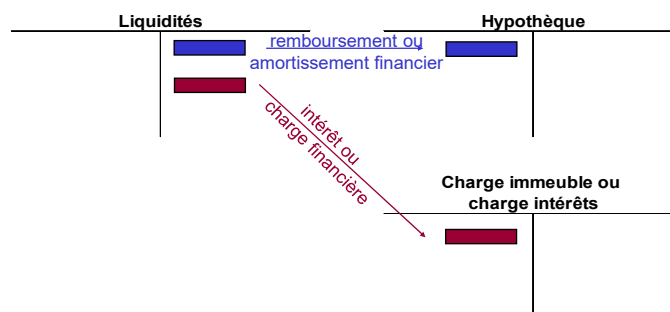 Liquidités
Hypothèque
remboursement ou
amortissement financier
intérêt ou
charge financière
Charge immeuble ou
charge intérêts